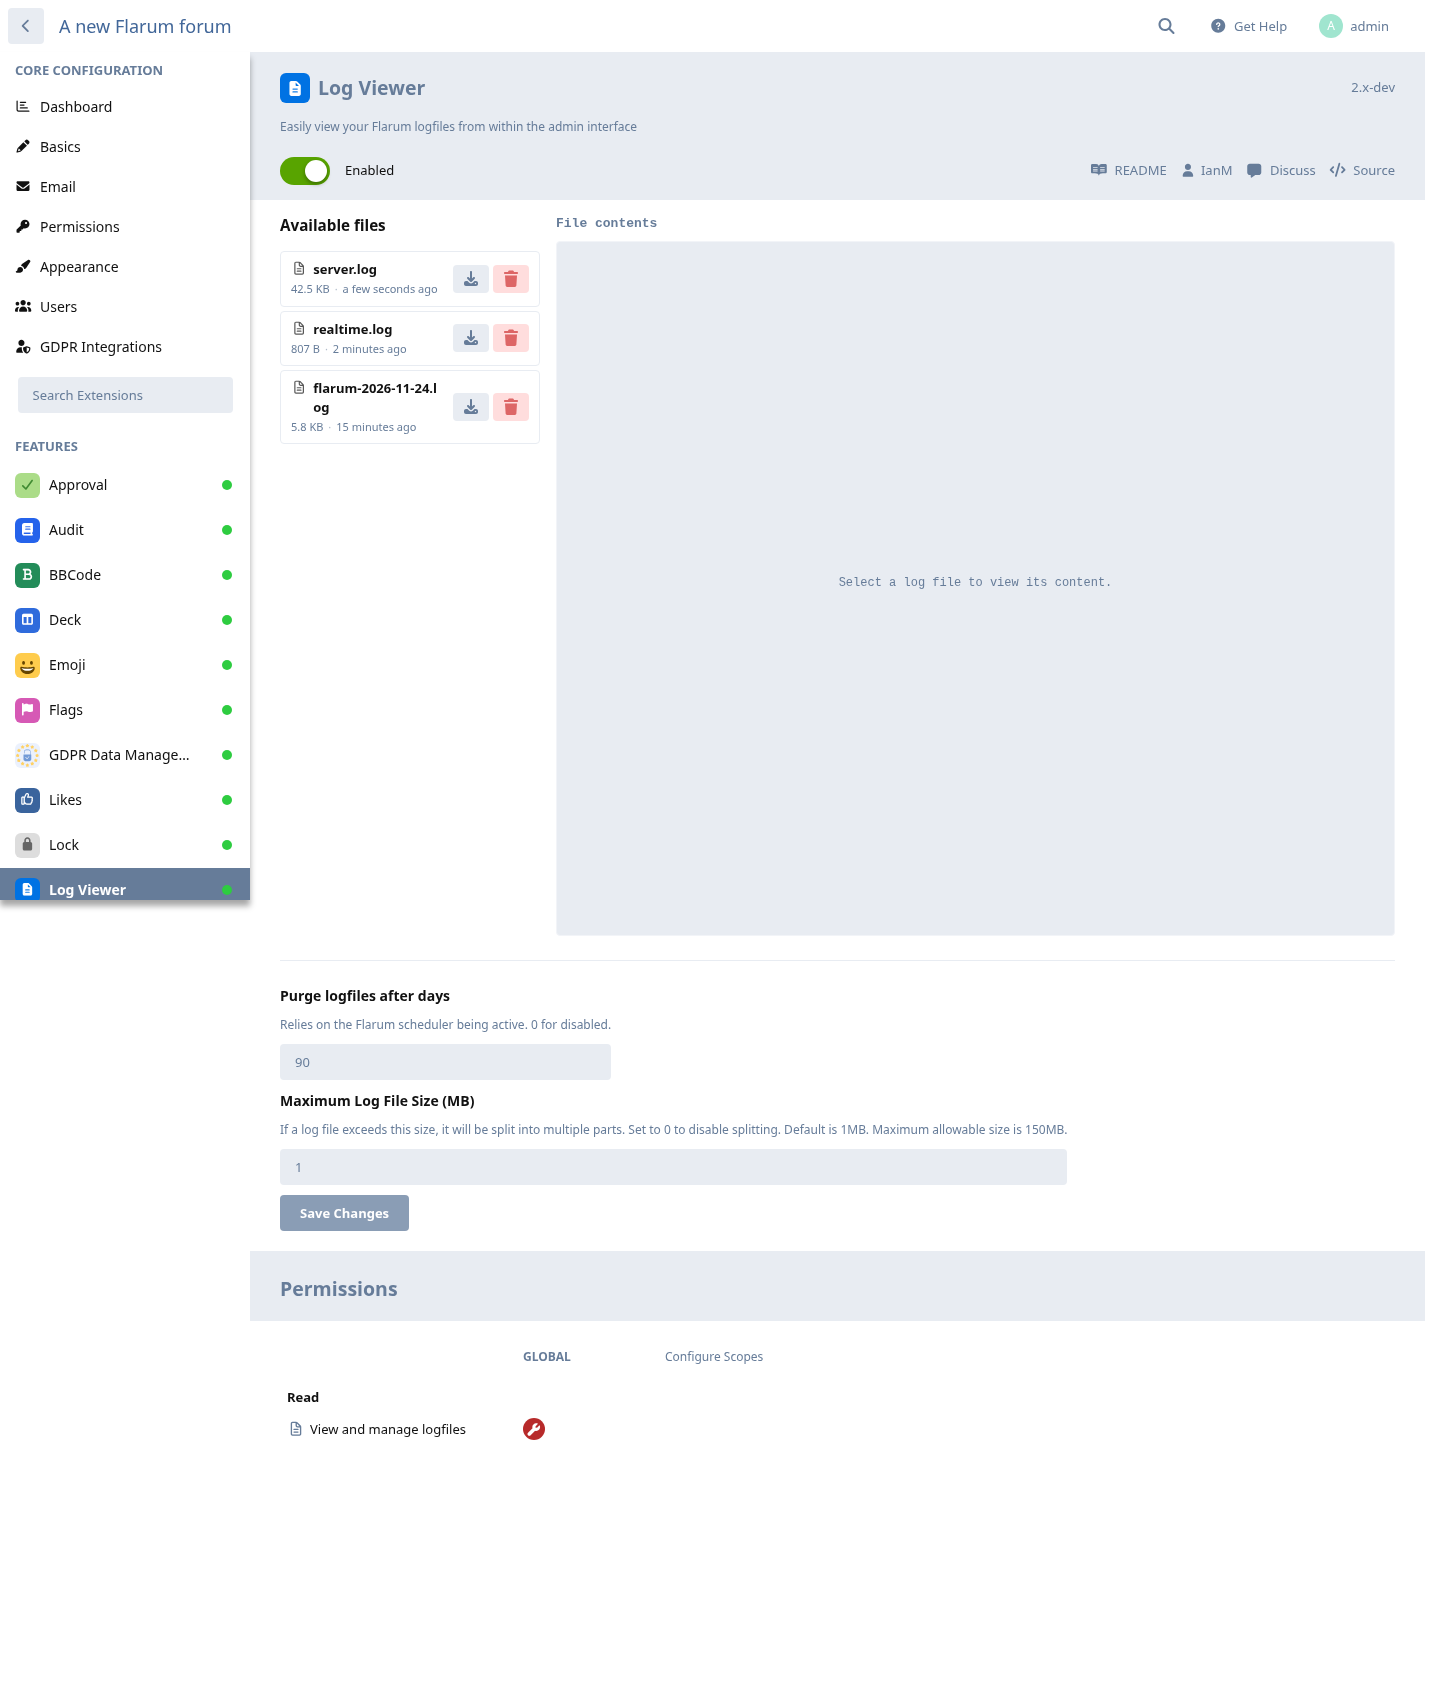 A new Flarum forum
Get Help
A admin
CORE CONFIGURATION
Dashboard
Basics
Email
Permissions
Appearance
Users
GDPR Integrations
Search Extensions
FEATURES
Approval
Audit
BBCode
Deck
Emoji
Flags
GDPR Data Manage...
Likes
Lock
Log Viewer
Log Viewer
2.x-dev
Easily view your Flarum logfiles from within the admin interface
Enabled
README IanM Discuss Source
Available files
server.log
42.5 KB · a few seconds ago
realtime.log
807 B · 2 minutes ago
flarum-2026-11-24.l
og
5.8 KB · 15 minutes ago
File contents
Select a log file to view its content.
Purge logfiles after days
Relies on the Flarum scheduler being active. 0 for disabled.
90
Maximum Log File Size (MB)
If a log file exceeds this size, it will be split into multiple parts. Set to 0 to disable splitting. Default is 1MB. Maximum allowable size is 150MB.
1
Save Changes
Permissions
GLOBAL Configure Scopes
Read
View and manage logfiles